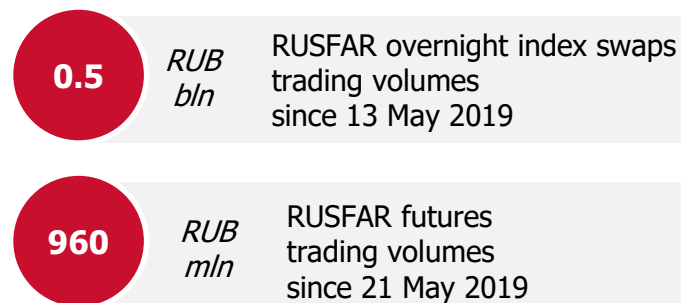 0.5
RUB
bln
RUSFAR overnight index swaps
trading volumes
since 13 May 2019
960
RUB
mln
RUSFAR futures
trading volumes
since 21 May 2019